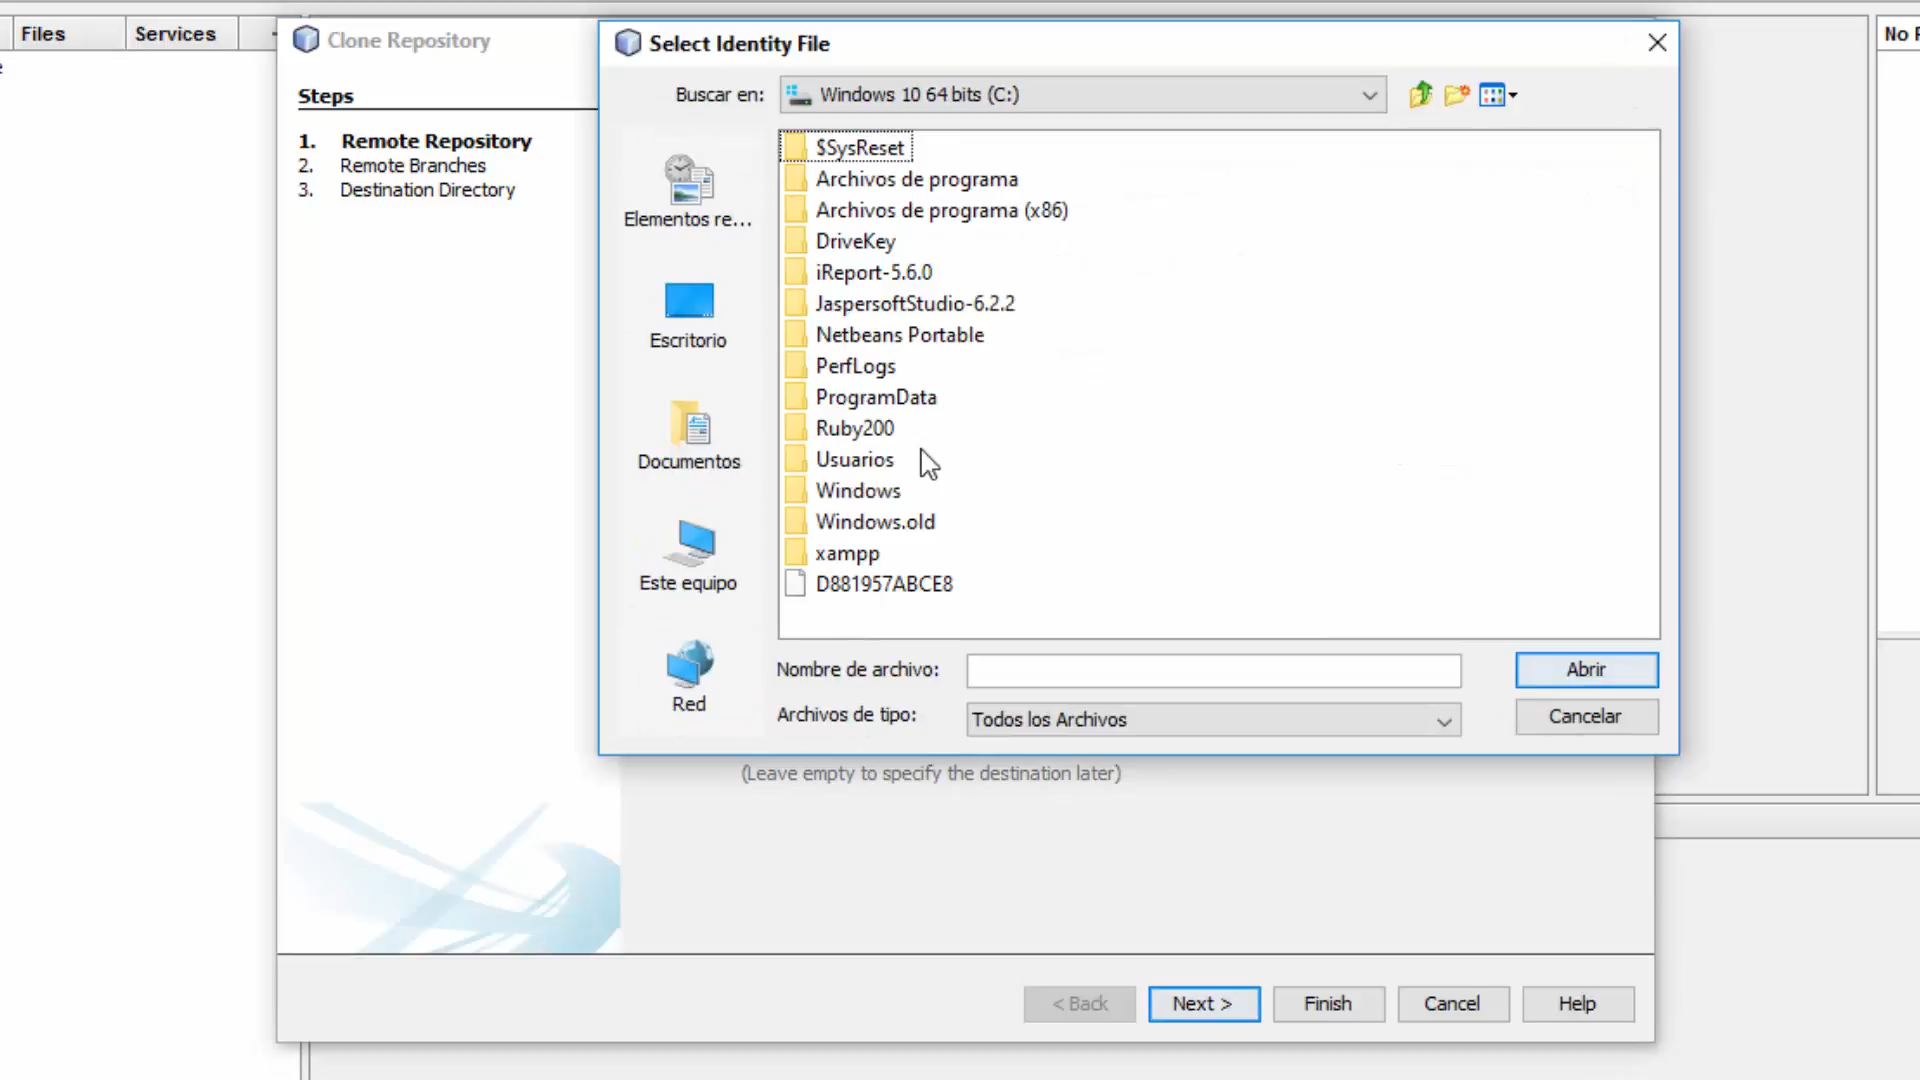 Files
Services
Clone Repository
Steps
1. Remote Repository
2. Remote Branches
3. Destination Directory
Select Identity File
Buscar en:
Windows 10 64 bits (C:)
Elementos re...
Escritorio
Documentos
Este equipo
Red
$SysReset
Archivos de programa
Archivos de programa (x86)
DriveKey
iReport-5.6.0
JaspersoftStudio-6.2.2
Netbeans Portable
PerfLogs
ProgramData
Ruby200
Usuarios
Windows
Windows.old
xampp
D881957ABCE8
Nombre de archivo:
Abrir
Archivos de tipo:
Todos los Archivos
Cancelar
(Leave empty to specify the destination later)
< Back
Next >
Finish
Cancel
Help
No